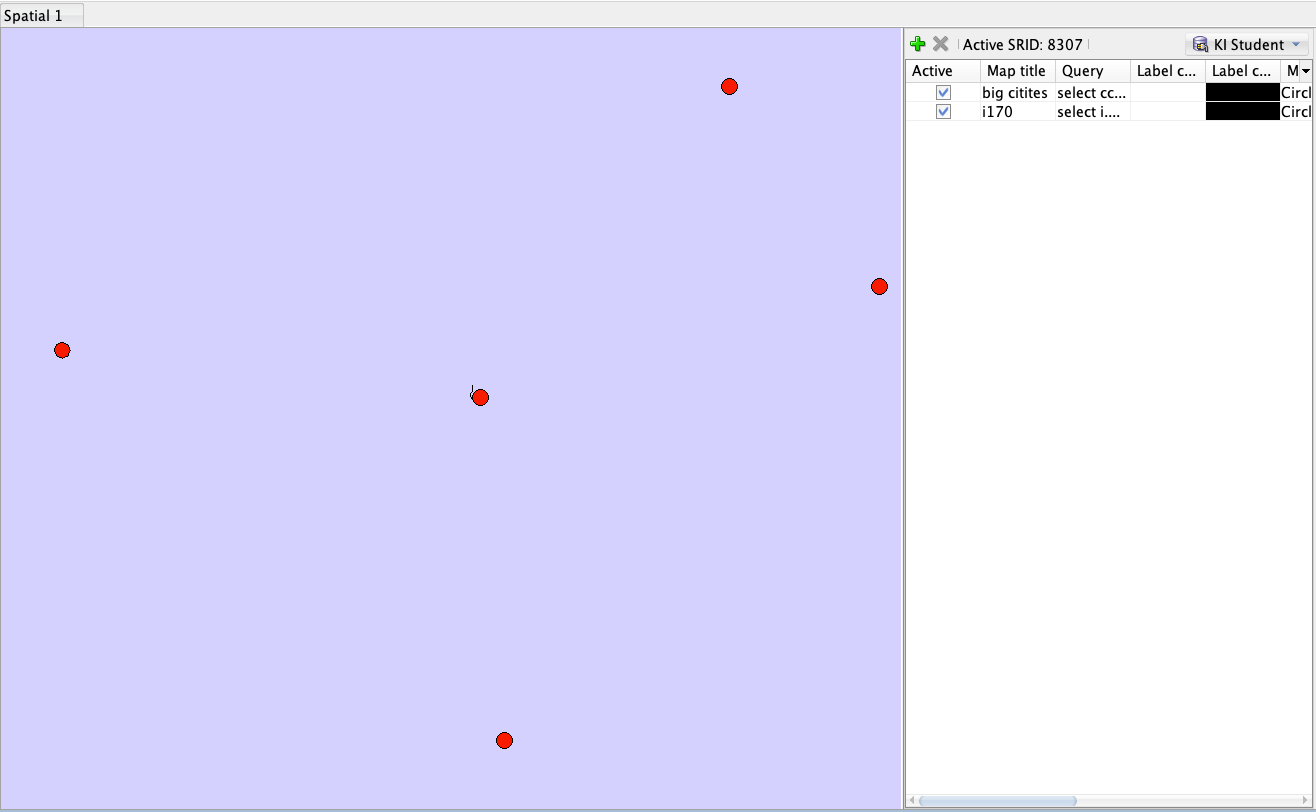 Spatial 1
Active SRID: 8307 KI Student
Active Map title Query Label c... Label c... M
big citites select cc... Circl
i170 select i.... Circl